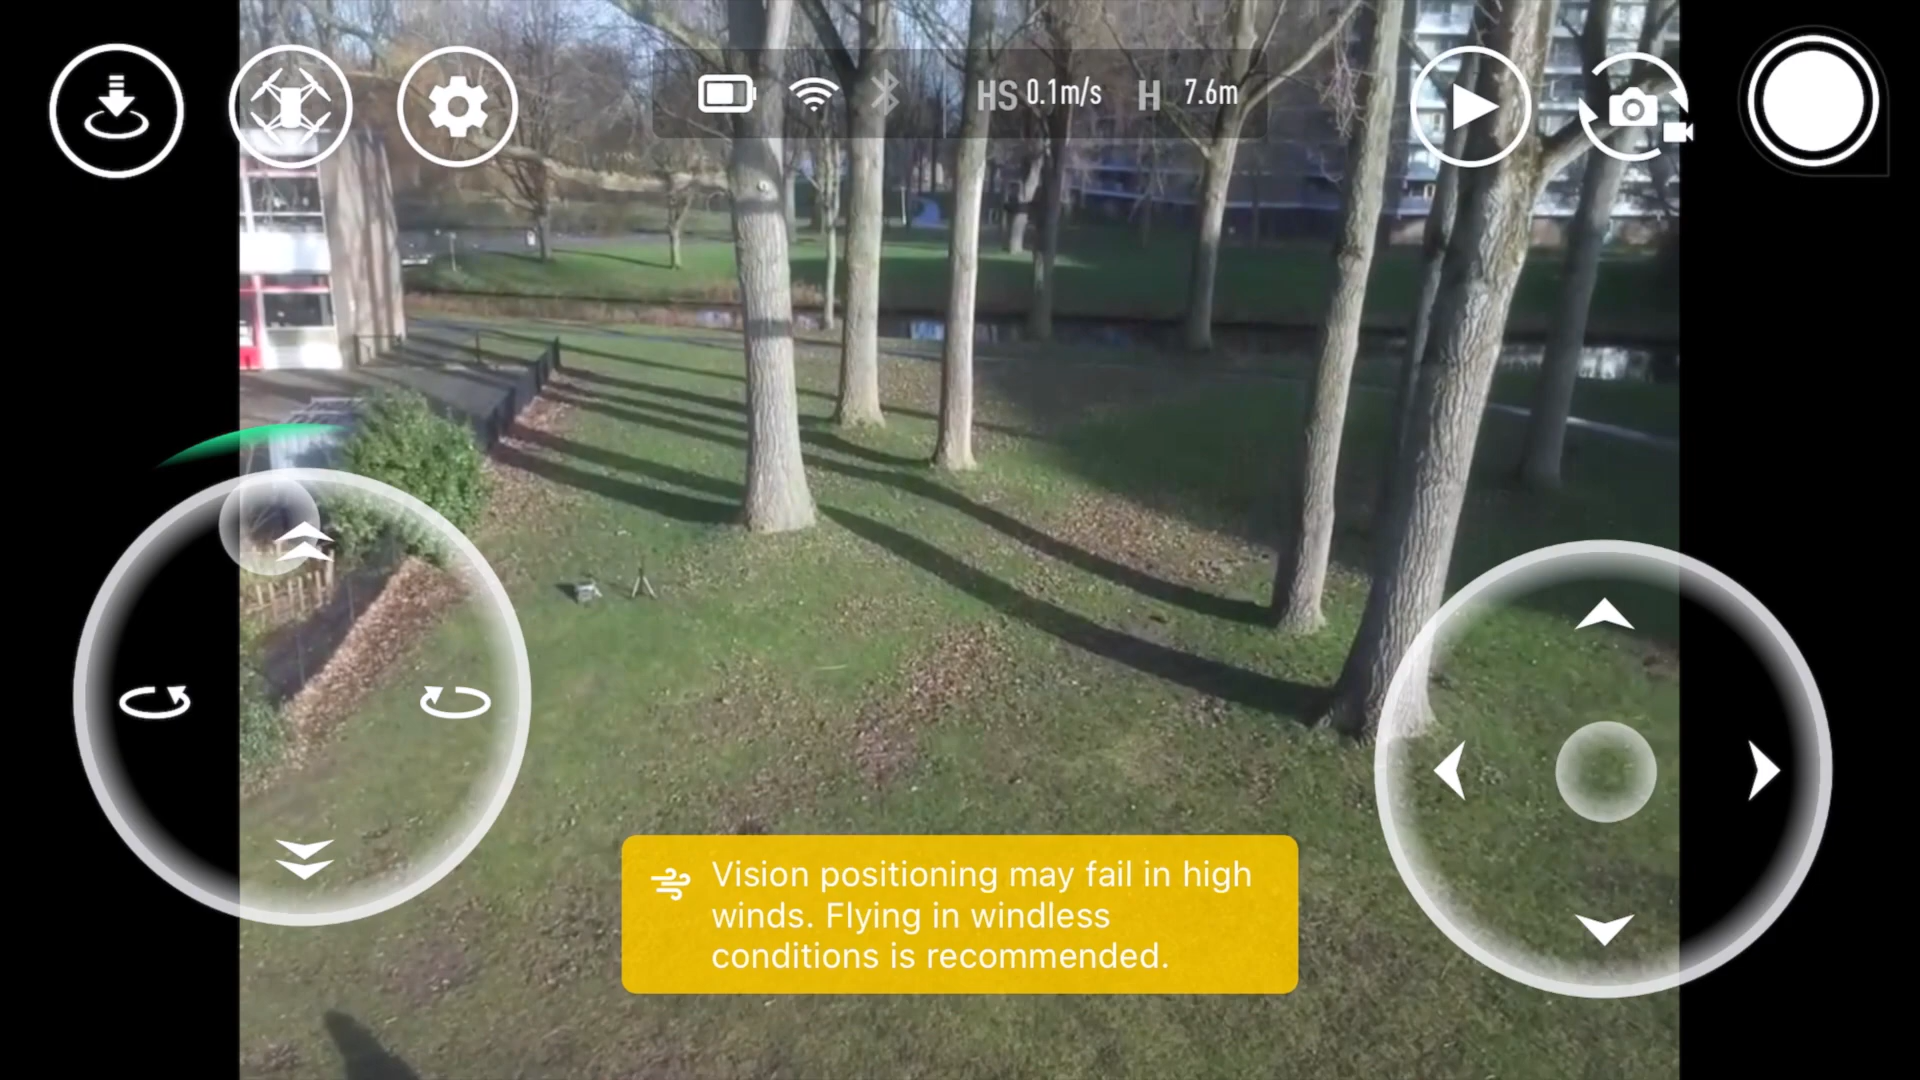 HS 0.1m/s H 7.6m
Vision positioning may fail in high
winds. Flying in windless
conditions is recommended.